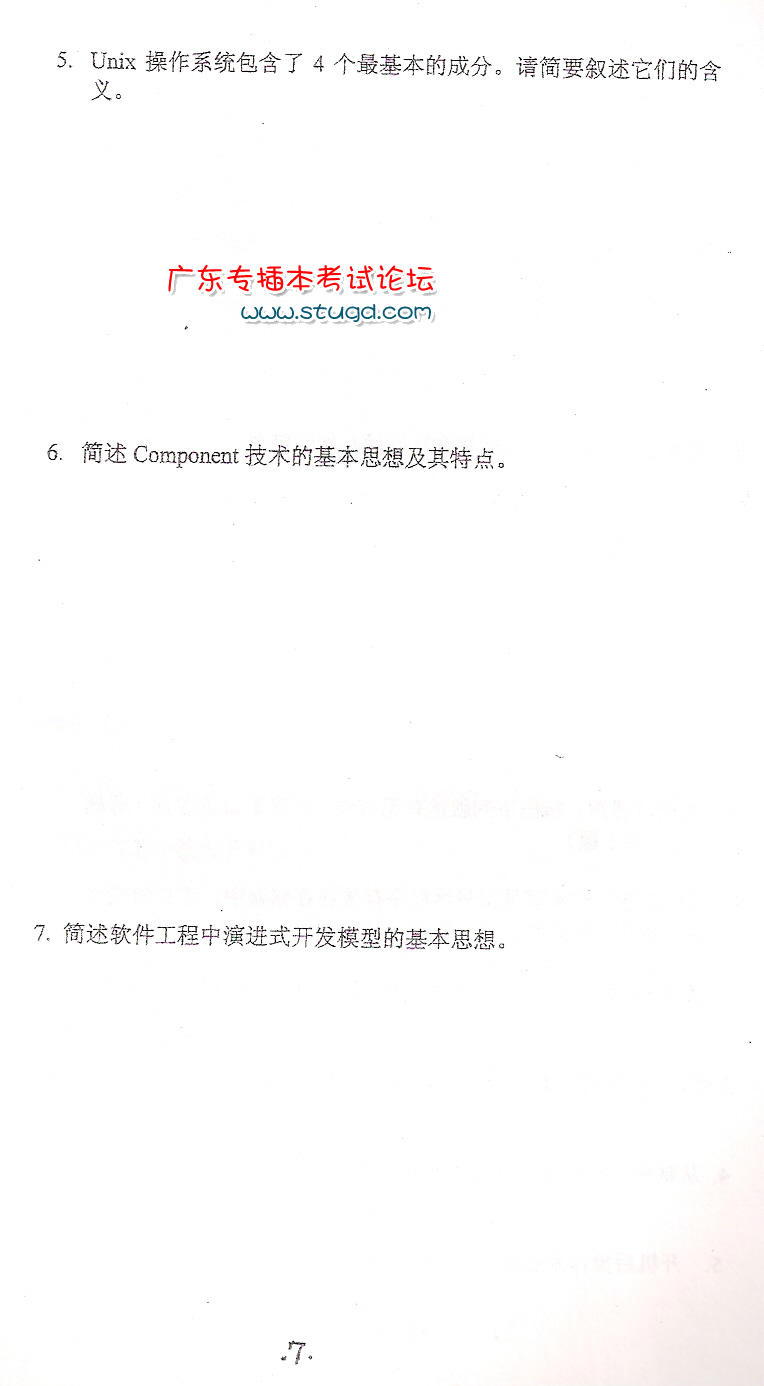 5. Unix 操作系统包含了 4 个最基本的成分。请简要叙述它们的含
义。
广东专插本考试论坛
www.stugd.com
6. 简述 Component 技术的基本思想及其特点。
7. 简述软件工程中演进式开发模型的基本思想。
.7.